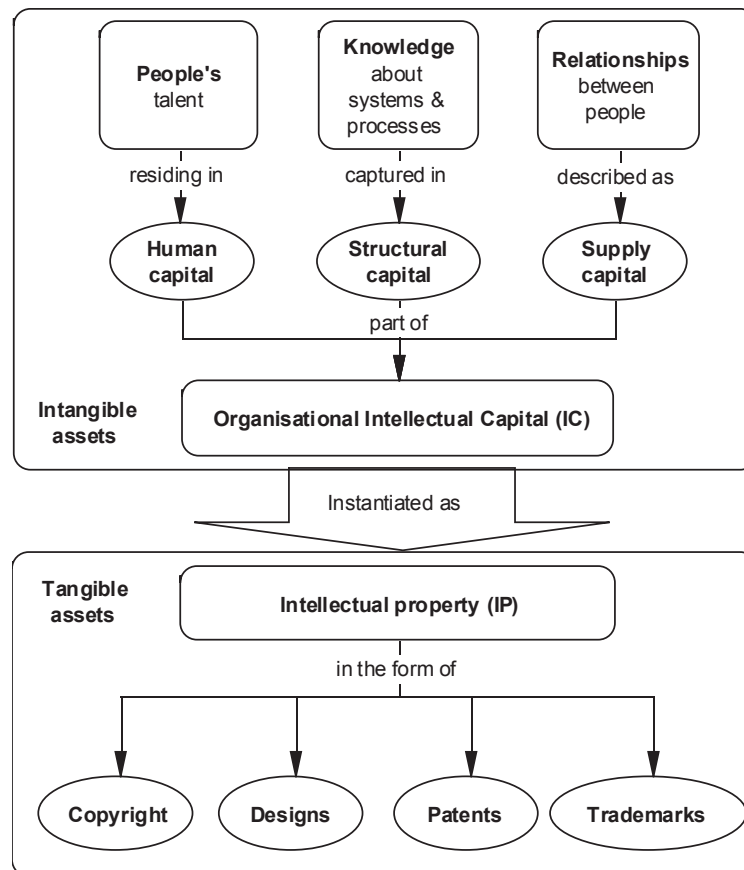 People's
talent
Knowledge
about
systems &
processes
Relationships
between
people
residing in
captured in
described as
Human
capital
Structural
capital
Supply
capital
part of
Intangible
assets
Organisational Intellectual Capital (IC)
Instantiated as
Tangible
assets
Intellectual property (IP)
in the form of
Copyright
Designs
Patents
Trademarks